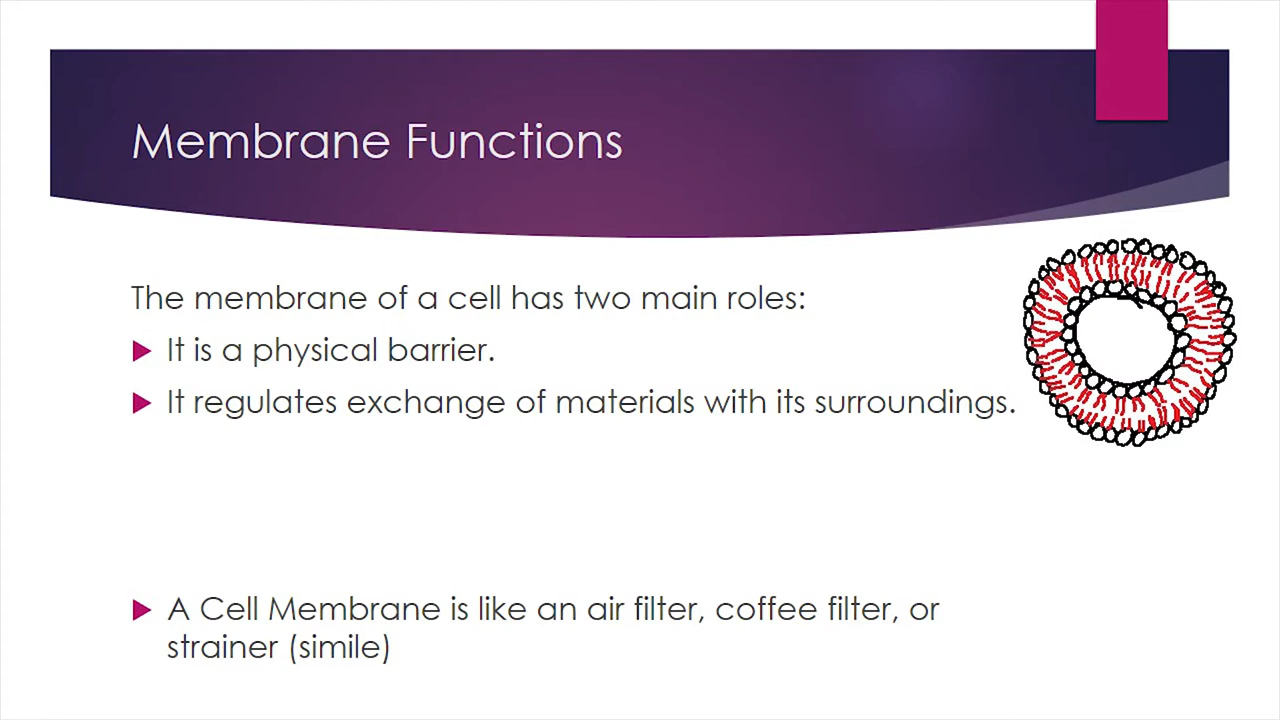 Membrane Functions
The membrane of a cell has two main roles:
It is a physical barrier.
It regulates exchange of materials with its surroundings.
A Cell Membrane is like an air filter, coffee filter, or
strainer (simile)